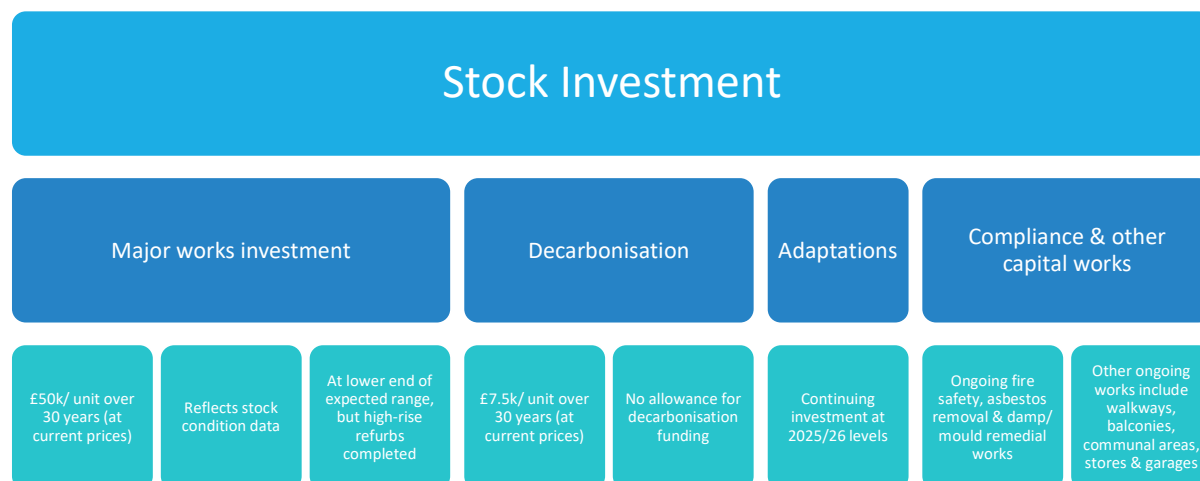 Stock Investment
Major works investment
Decarbonisation
Adaptations
Compliance & other
capital works
£50k/ unit over
30 years (at
current prices)
Reflects stock
condition data
At lower end of
expected range,
but high-rise
refurbs
completed
£7.5k/ unit over
30 years (at
current prices)
No allowance for
decarbonisation
funding
Continuing
investment at
2025/26 levels
Ongoing fire
safety, asbestos
removal & damp/
mould remedial
works
Other ongoing
works include
walkways,
balconies,
communal areas,
stores & garages